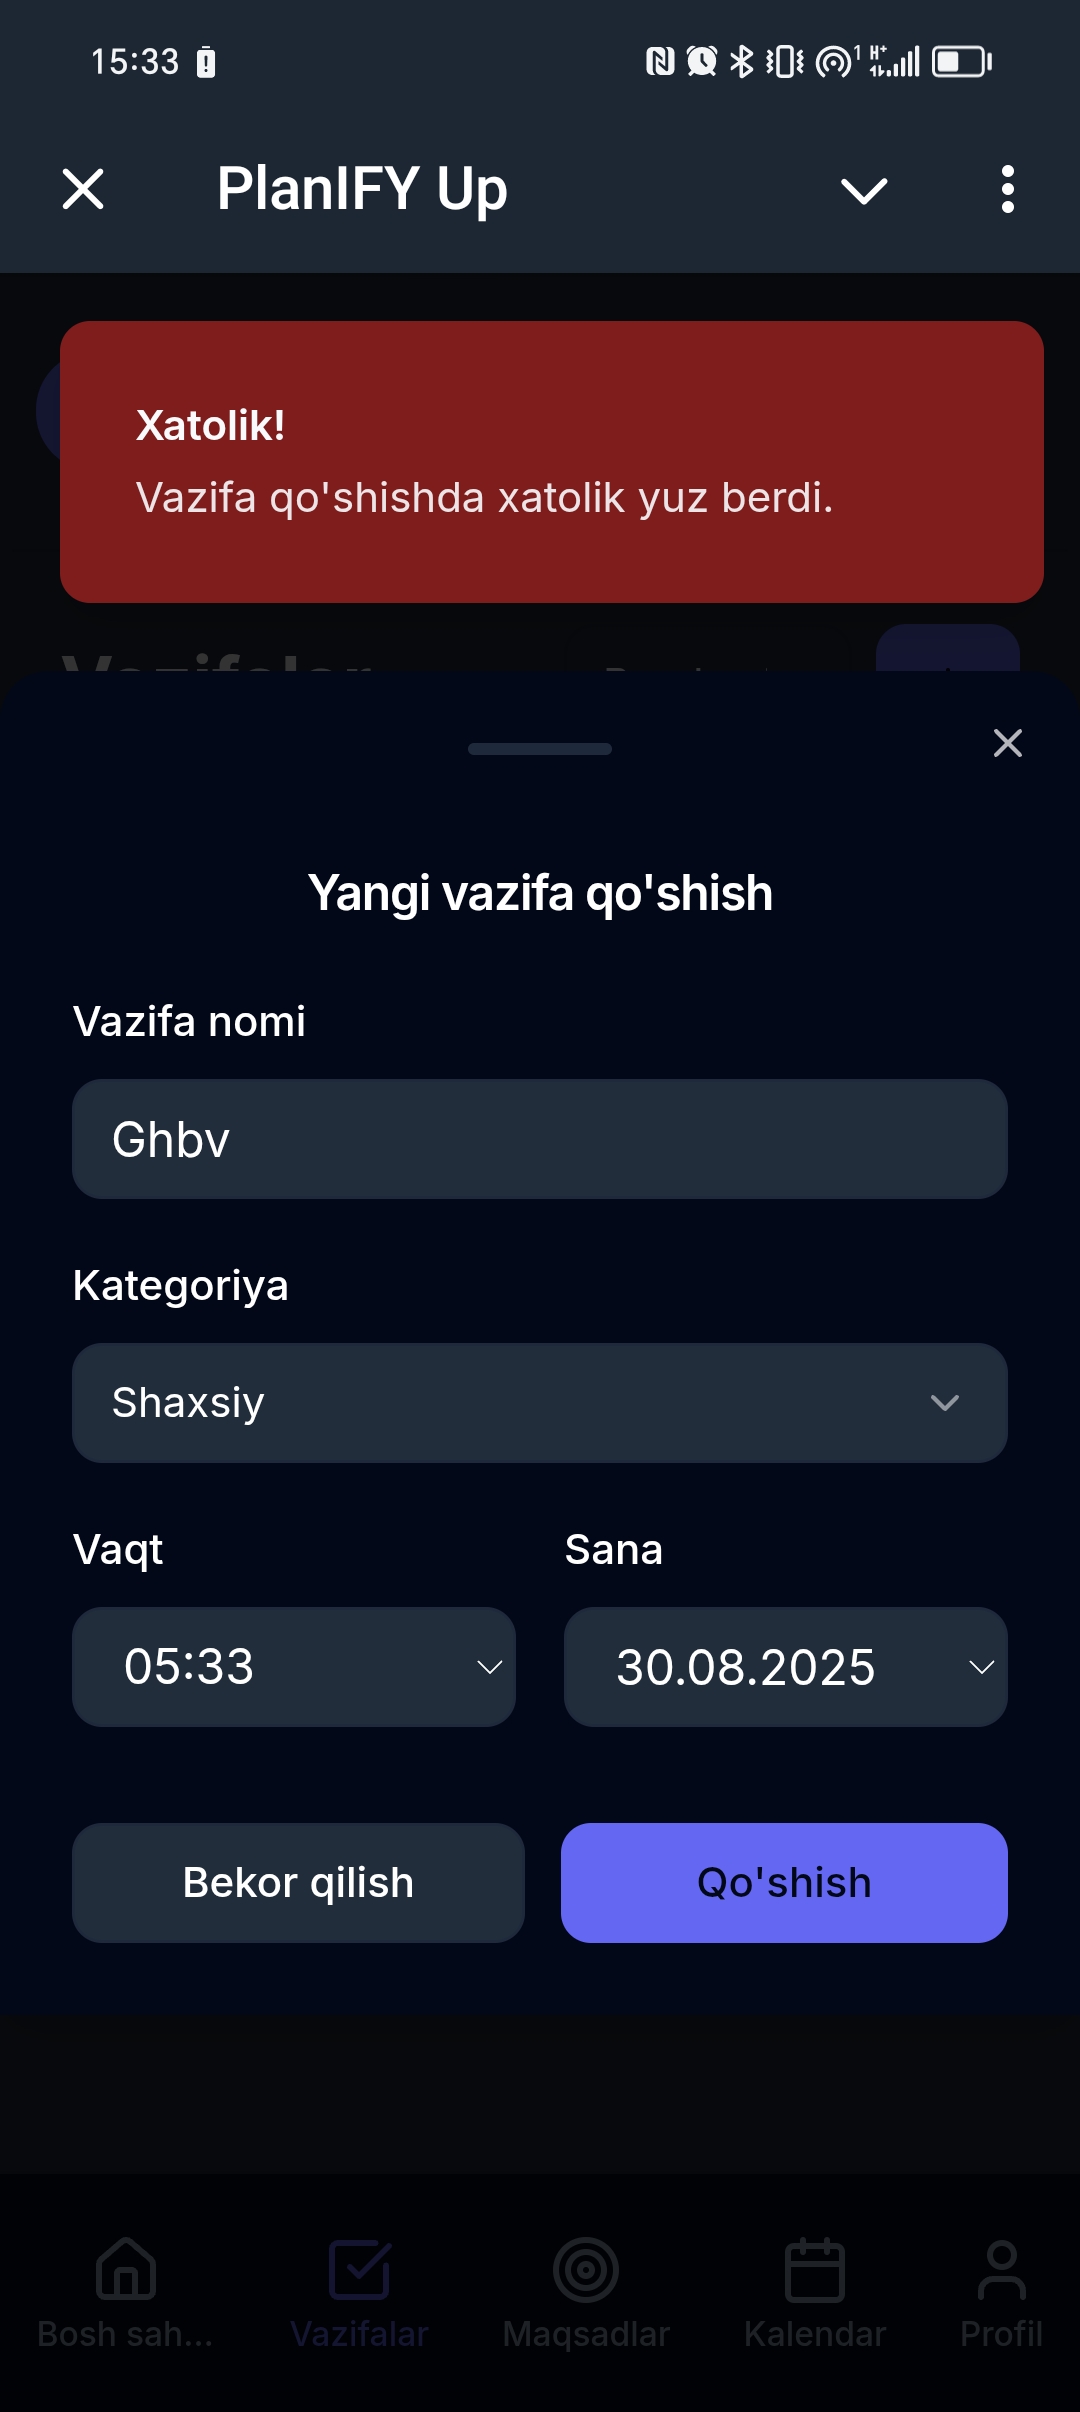 15:33
PlanIFY Up
Xatolik!
Vazifa qo'shishda xatolik yuz berdi.
Vazifalar
Yangi vazifa qo'shish
Vazifa nomi
Ghbv
Kategoriya
Shaxsiy
Vaqt Sana
05:33 30.08.2025
Bekor qilish Qo'shish
Bosh sah... Vazifalar Maqsadlar Kalendar Profil